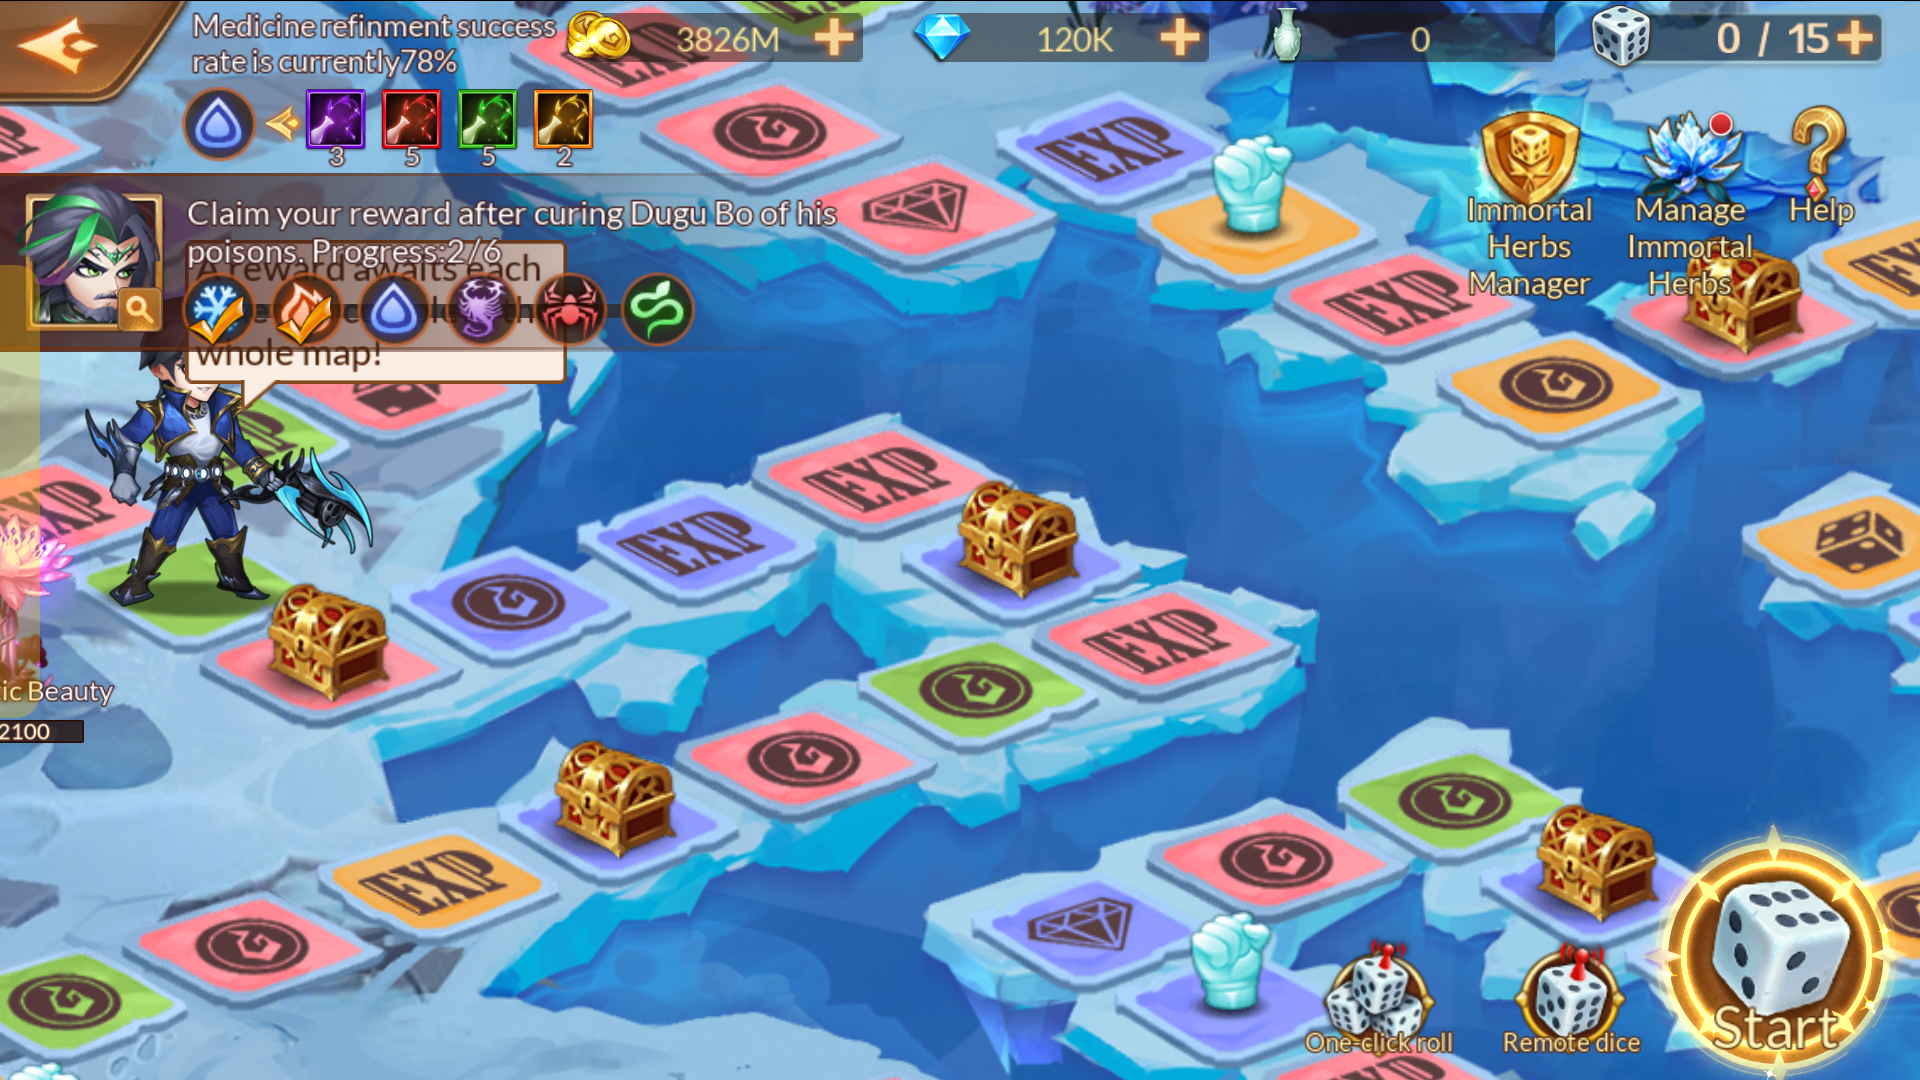 Medicine refinment success
rate is currently78%
3826M
120K
0
0 / 15
3
5
5
2
Claim your reward after curing Dugu Bo of his
poisons. Progress:2/6
A reward awaits each
whole map!
Immortal
Herbs
Manager
Manage
Immortal
Herbs
Help
EXP
EXP
EXP
EXP
EXP
EXP
EXP
EXP
tic Beauty
2100
One-click roll
Remote dice
Start